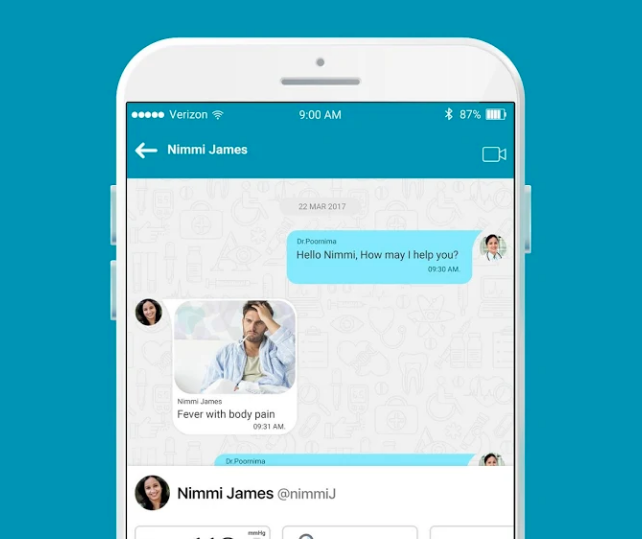 Verizon 9:00 AM 87%
Nimmi James
22 MAR 2017
Dr.Poornima
Hello Nimmi, How may I help you?
09:30 AM.
Nimmi James
Fever with body pain
09:31 AM.
Dr.Poornima
Nimmi James @nimmiJ
mmHg